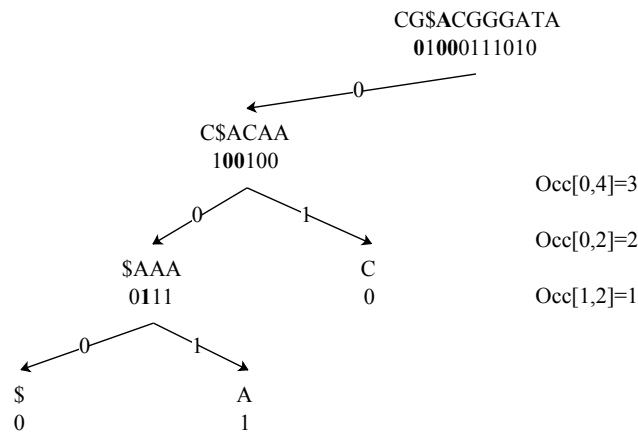 CG$ACGGGATA
01000111010
0
C$ACAA
100100
Occ[0,4]=3
0
1
Occ[0,2]=2
$AAA
0111
C
0
Occ[1,2]=1
0
1
$
0
A
1